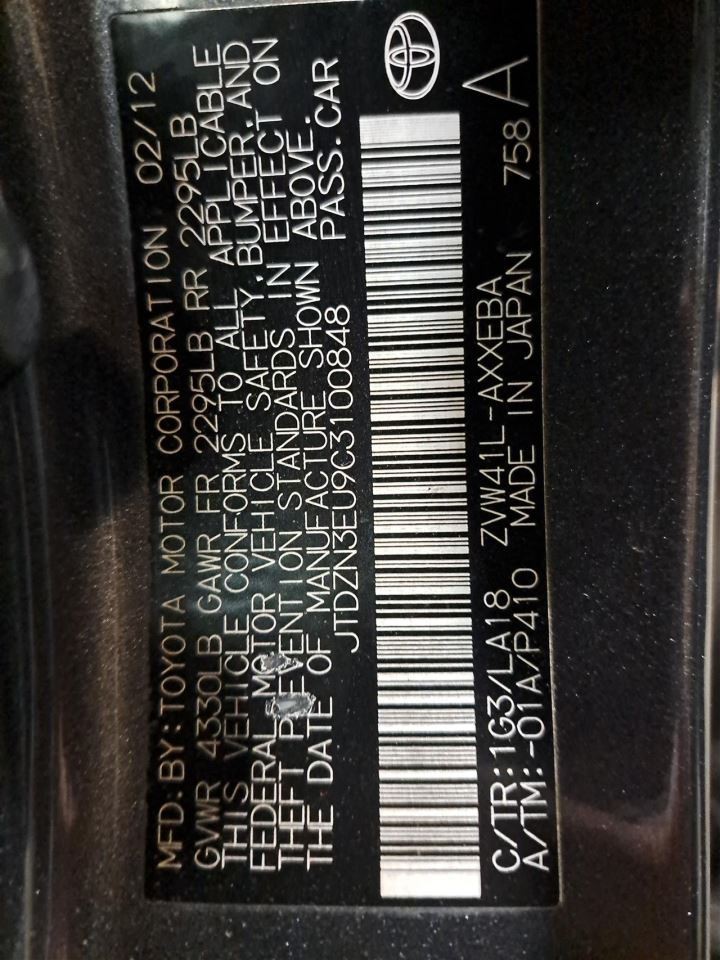 MFD.BY:TOYOTA MOTOR CORPORATION 02/12
GVWR 4330LB GAWR FR 2295LB RR 2295LB
THIS VEHICLE CONFORMS TO ALL APPLICABLE
FEDERAL MOTOR VEHICLE SAFETY,BUMPER,AND
THEFT PREVENTION STANDARDS IN EFFECT ON
THE DATE OF MANUFACTURE SHOWN ABOVE.
JTDZN3EU9C3100848 PASS.CAR
C/TR:1G3/LA18 ZVW41L-AXXEBA
A/TM:-01A/P410 MADE IN JAPAN 758 A